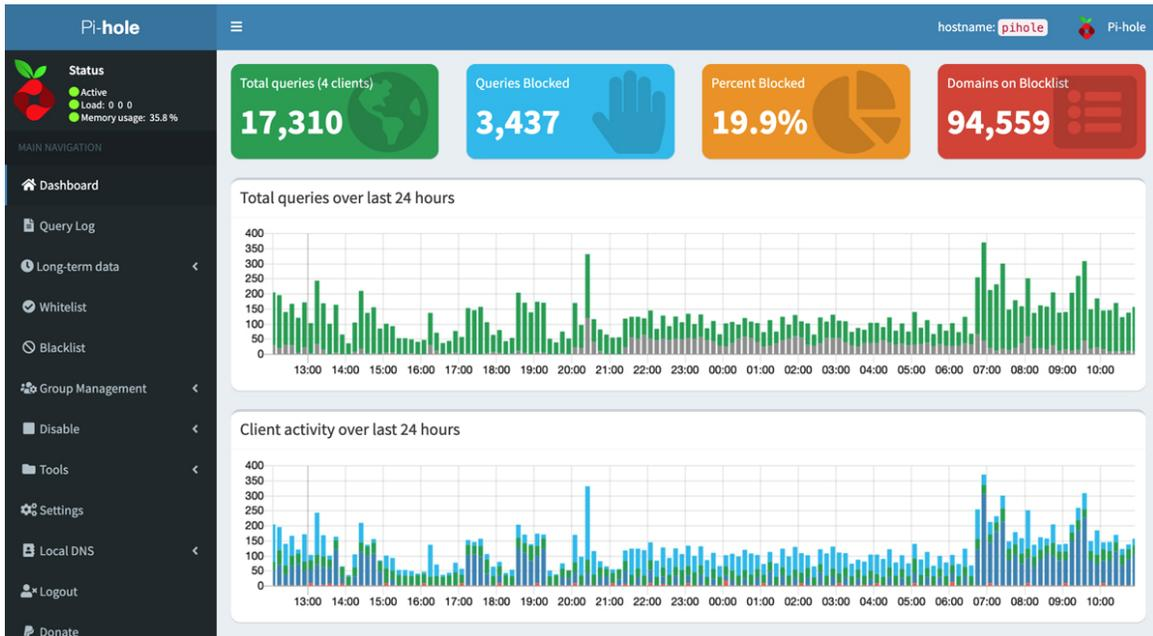 Pi-hole
hostname: pihole
Pi-hole
Status
Active
Load: 0 0 0
Memory usage: 35.8 %
MAIN NAVIGATION
Dashboard
Query Log
Long-term data
Whitelist
Blacklist
Group Management
Disable
Tools
Settings
Local DNS
Logout
Donate
Total queries (4 clients)
17,310
Queries Blocked
3,437
Percent Blocked
19.9%
Domains on Blocklist
94,559
Total queries over last 24 hours
400
350
300
250
200
150
100
50
0
13:00 14:00 15:00 16:00 17:00 18:00 19:00 20:00 21:00 22:00 23:00 00:00 01:00 02:00 03:00 04:00 05:00 06:00 07:00 08:00 09:00 10:00
Client activity over last 24 hours
400
350
300
250
200
150
100
50
0
13:00 14:00 15:00 16:00 17:00 18:00 19:00 20:00 21:00 22:00 23:00 00:00 01:00 02:00 03:00 04:00 05:00 06:00 07:00 08:00 09:00 10:00